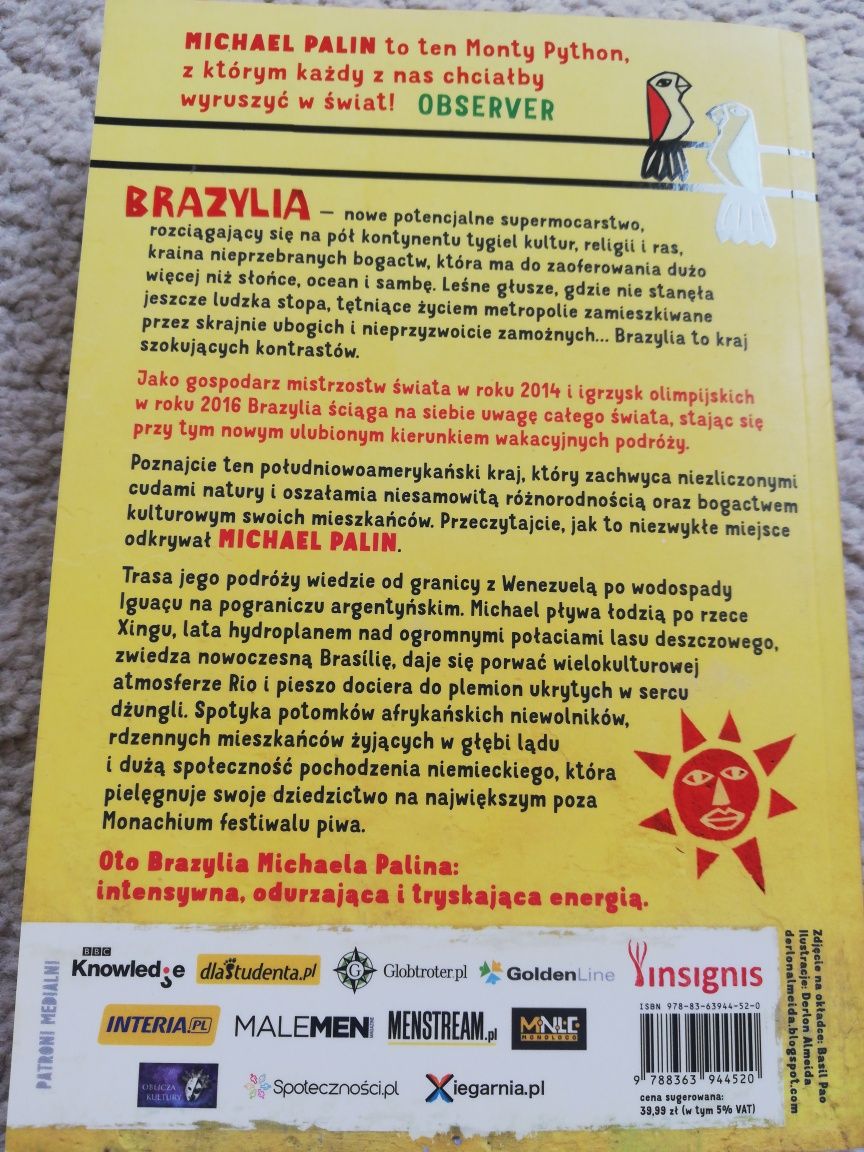 MICHAEL PALIN to ten Monty Python,
z którym każdy z nas chciałby
wyruszyć w świat! OBSERVER
BRAZYLIA – nowe potencjalne supermocarstwo,
rozciągający się na pół kontynentu tygiel kultur, religii i ras,
kraina nieprzebranych bogactw, która ma do zaoferowania dużo
więcej niż słońce, ocean i sambę. Leśne głusze, gdzie nie stanęła
jeszcze ludzka stopa, tętniące życiem metropolie zamieszkiwane
przez skrajnie ubogich i nieprzyzwoicie zamożnych... Brazylia to kraj
szokujących kontrastów.
Jako gospodarz mistrzostw świata w roku 2014 i igrzysk olimpijskich
w roku 2016 Brazylia ściąga na siebie uwagę całego świata, stając się
przy tym nowym ulubionym kierunkiem wakacyjnych podróży.
Poznajcie ten południowoamerykański kraj, który zachwyca niezliczonymi
cudami natury i oszałamia niesamowitą różnorodnością oraz bogactwem
kulturowym swoich mieszkańców. Przeczytajcie, jak to niezwykłe miejsce
odkrywał MICHAEL PALIN.
Trasa jego podróży wiedzie od granicy z Wenezuelą po wodospady
Iguaçu na pograniczu argentyńskim. Michael pływa łodzią po rzece
Xingu, lata hydroplanem nad ogromnymi połaciami lasu deszczowego,
zwiedza nowoczesną Brasílię, daje się porwać wielokulturowej
atmosferze Rio i pieszo dociera do plemion ukrytych w sercu
dżungli. Spotyka potomków afrykańskich niewolników,
rdzennych mieszkańców żyjących w głębi lądu
i dużą społeczność pochodzenia niemieckiego, która
pielęgnuje swoje dziedzictwo na największym poza
Monachium festiwalu piwa.
Oto Brazylia Michaela Palina:
intensywna, odurzająca i tryskająca energią.
PATRONI MEDIALNI
BBC
Knowledge
dlaStudenta.pl
G Globtroter.pl
GoldenLine
insignis
INTERIA.PL
MALEMEN MAGAZINE
MENSTREAM.pl
MANILE
MONOLOCO
OBLICZA
KULTURY
Społeczności.pl
Xiegarnia.pl
ISBN 978-83-63944-52-0
9 788363 944520
cena sugerowana:
39,99 zł (w tym 5% VAT)
Zdjęcie na okładce: Basil Pao
Ilustracje: Derlon Almeida
derlonalmeida.blogspot.com